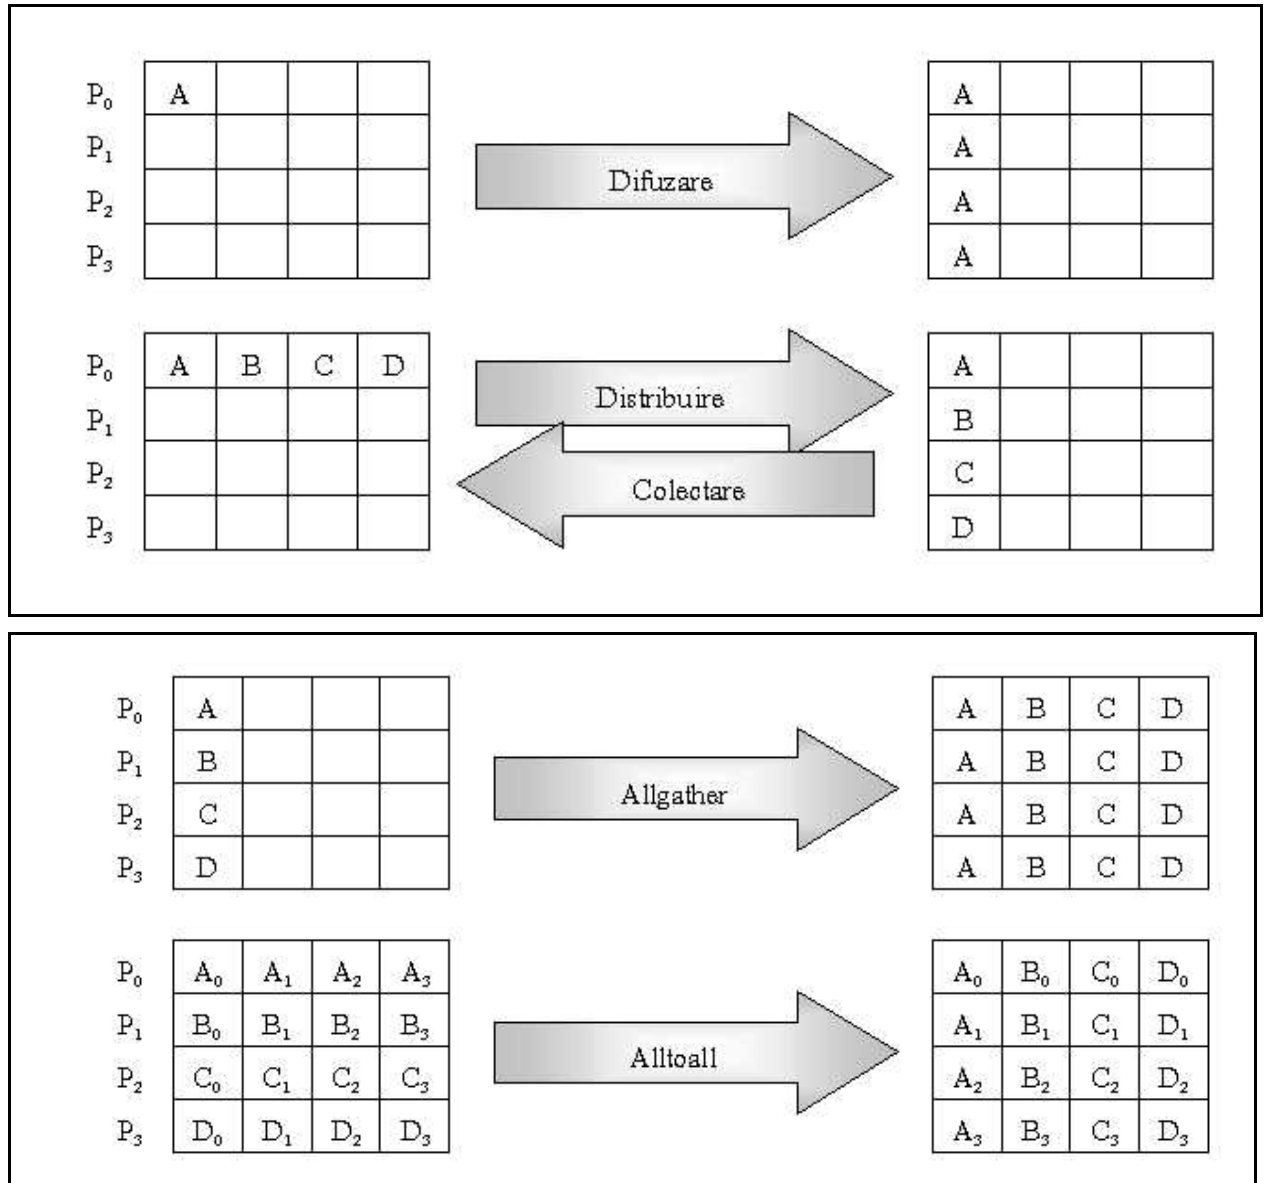 P₀ A A
P₁ A
Difuzare
P₂ A
P₃ A
P₀ A B C D A
Distribuire
P₁ B
P₂ C
Colectare
P₃ D
P₀ A A B C D
P₁ B A B C D
Allgather
P₂ C A B C D
P₃ D A B C D
P₀ A₀ A₁ A₂ A₃ A₀ B₀ C₀ D₀
P₁ B₀ B₁ B₂ B₃ A₁ B₁ C₁ D₁
Alltoall
P₂ C₀ C₁ C₂ C₃ A₂ B₂ C₂ D₂
P₃ D₀ D₁ D₂ D₃ A₃ B₃ C₃ D₃